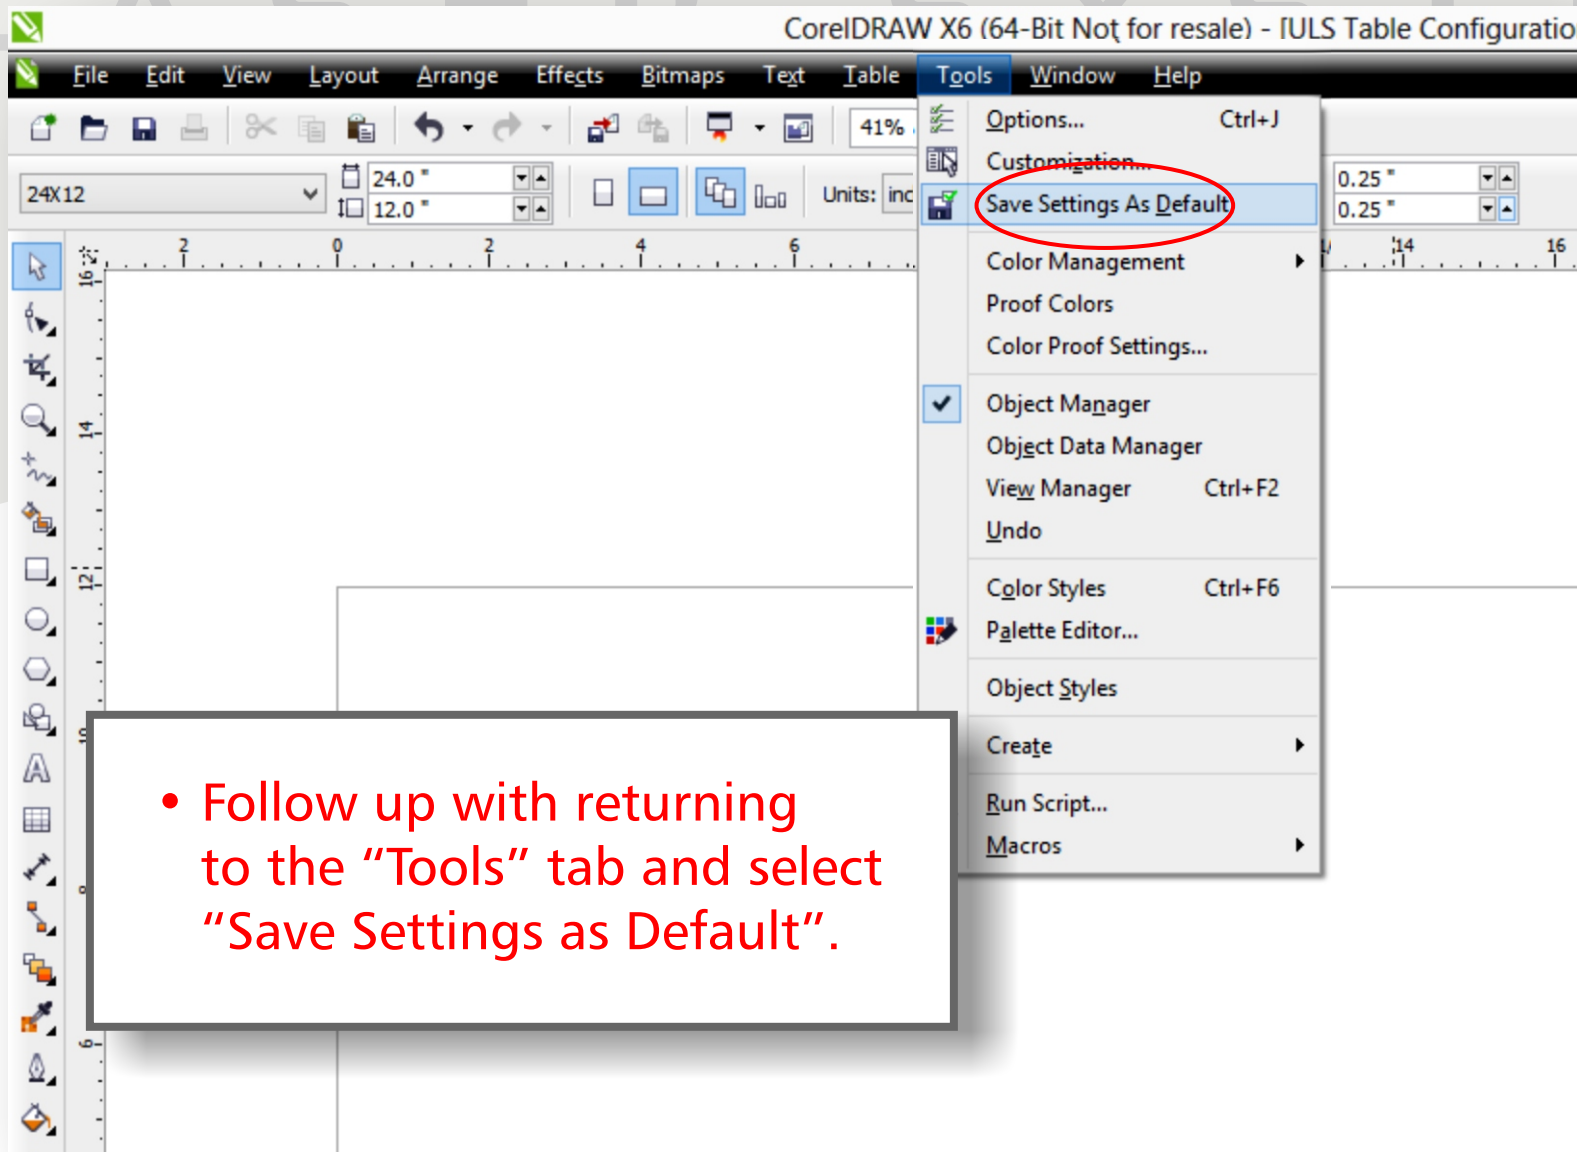 CorelDRAW X6 (64-Bit Not for resale) - [ULS Table Configuratio
File Edit View Layout Arrange Effects Bitmaps Text Table Tools Window Help
41%
24X12
24.0 "
12.0 "
Units: inc
0.25 "
0.25 "
Options... Ctrl+J
Customization...
Save Settings As Default
Color Management
Proof Colors
Color Proof Settings...
Object Manager
Object Data Manager
View Manager Ctrl+F2
Undo
Color Styles Ctrl+F6
Palette Editor...
Object Styles
Create
Run Script...
Macros
2 0 2 4 6 14 16
16
14
12
10
8
6
• Follow up with returning
to the “Tools” tab and select
“Save Settings as Default”.